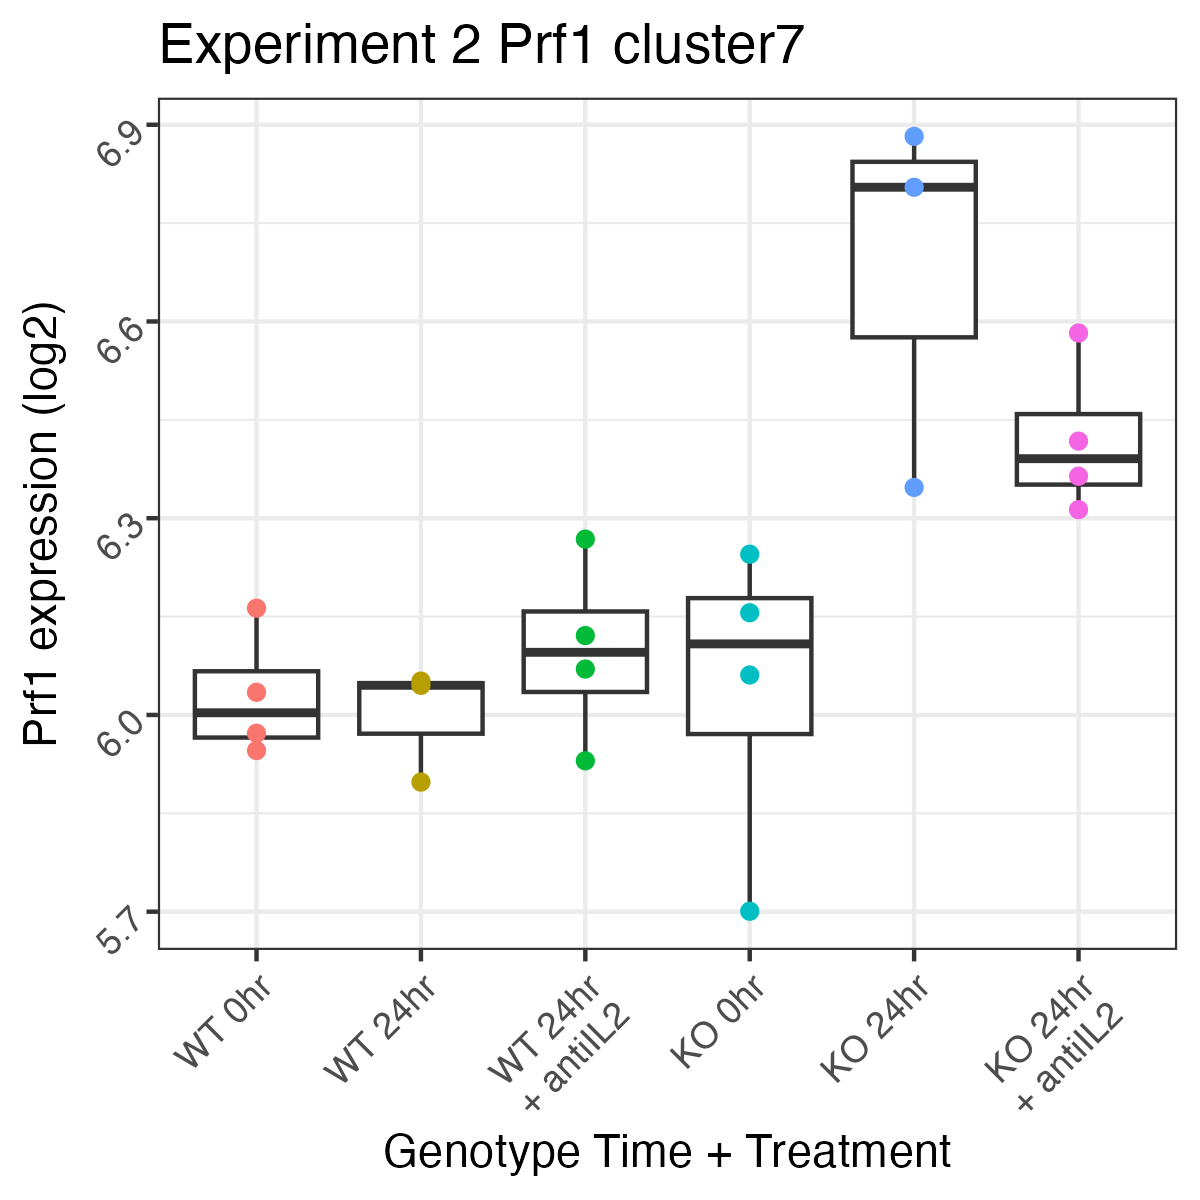 Experiment 2 Prf1 cluster7
Prf1 expression (log2)
6.9
6.6
6.3
6.0
5.7
WT 0hr
WT 24hr
WT 24hr
+ antiIL2
KO 0hr
KO 24hr
KO 24hr
+ antiIL2
Genotype Time + Treatment